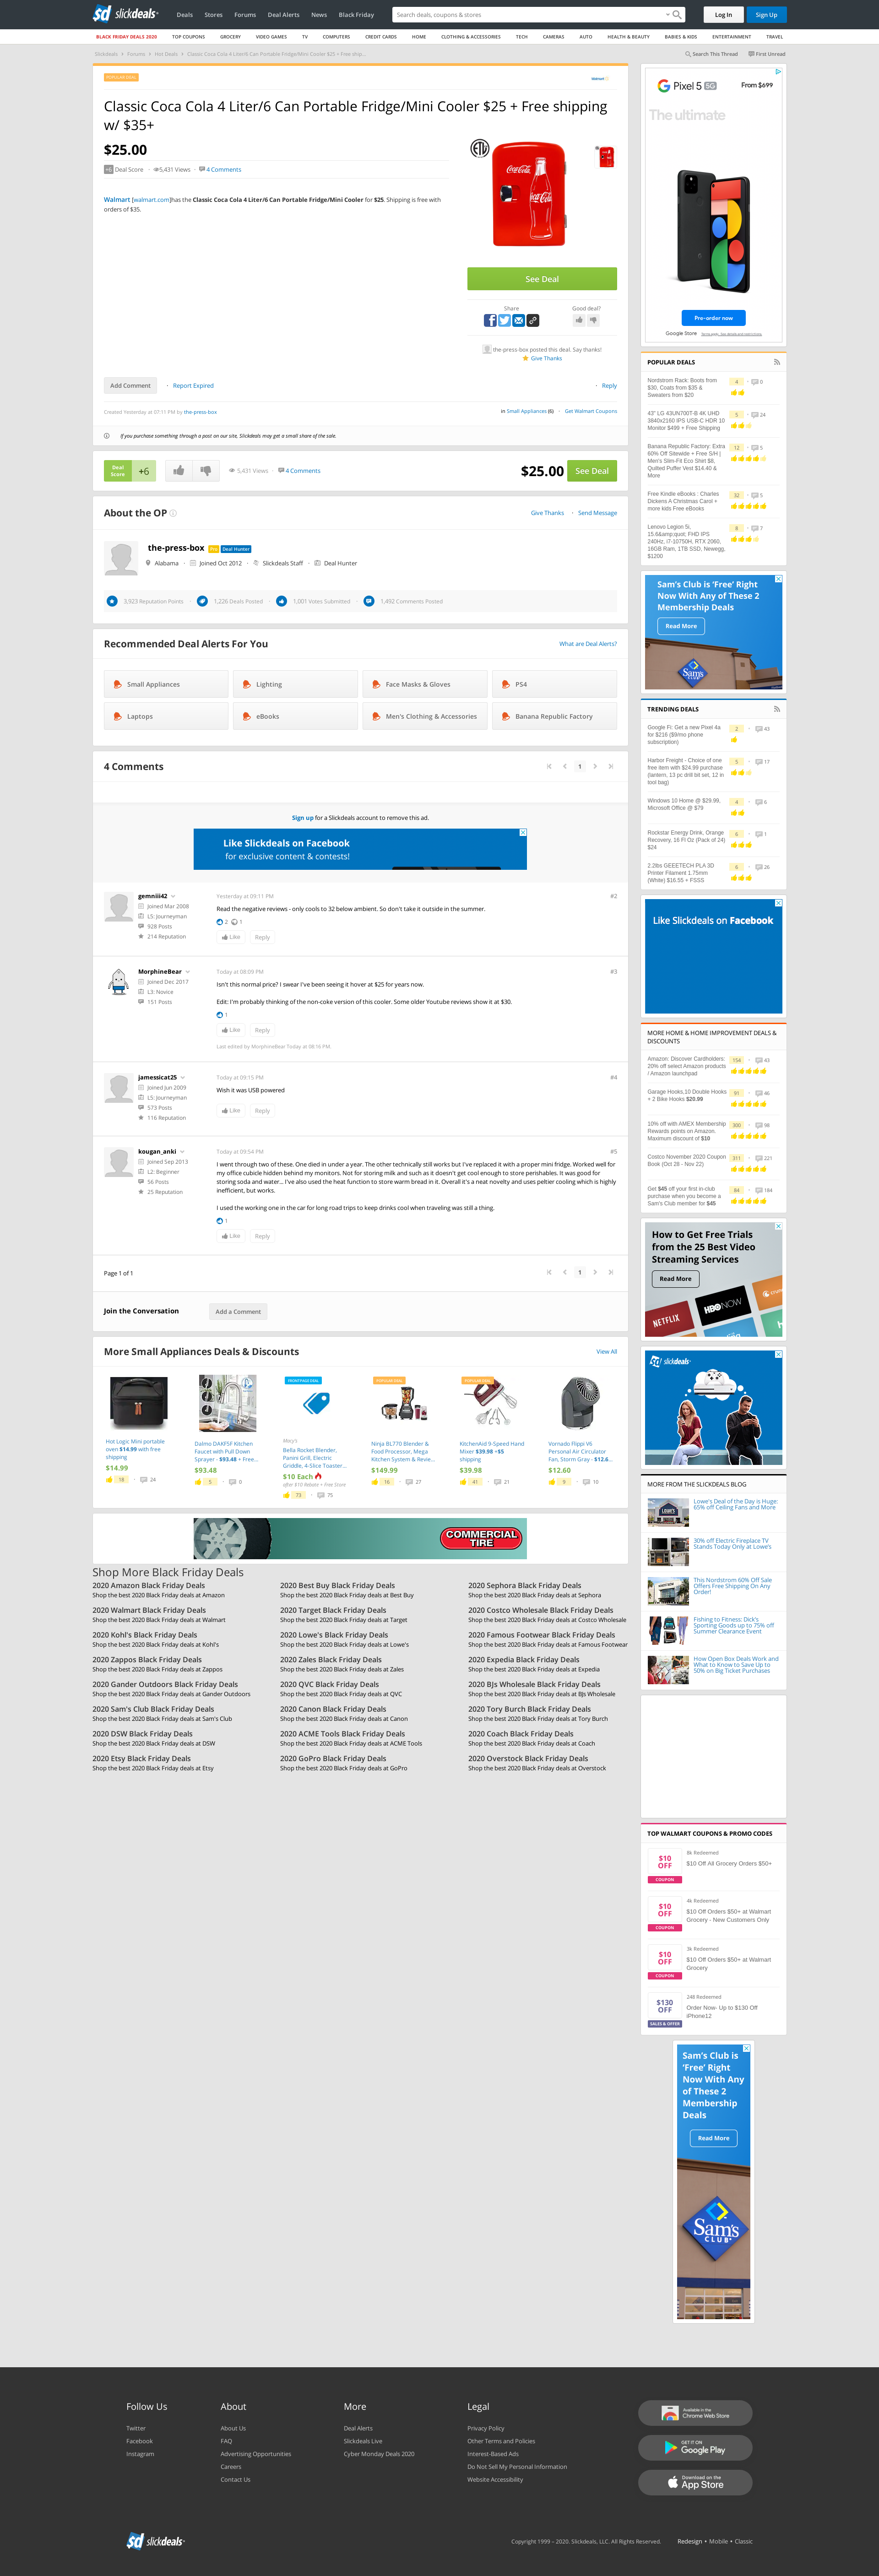 sd slickdeals
Deals Stores Forums Deal Alerts News Black Friday
Search deals, coupons & stores
Log In Sign Up
BLACK FRIDAY DEALS 2020 TOP COUPONS GROCERY VIDEO GAMES TV COMPUTERS CREDIT CARDS HOME CLOTHING & ACCESSORIES TECH CAMERAS AUTO HEALTH & BEAUTY BABIES & KIDS ENTERTAINMENT TRAVEL
Slickdeals Forums Hot Deals Classic Coca Cola 4 Liter/6 Can Portable Fridge/Mini Cooler $25 + Free ship...
Search This Thread First Unread
POPULAR DEAL
Walmart
Classic Coca Cola 4 Liter/6 Can Portable Fridge/Mini Cooler $25 + Free shipping
w/ $35+
$25.00
+6 Deal Score 5,431 Views 4 Comments
Walmart [walmart.com]has the Classic Coca Cola 4 Liter/6 Can Portable Fridge/Mini Cooler for $25. Shipping is free with
orders of $35.
ETL
Coca-Cola
See Deal
Share Good deal?
the-press-box posted this deal. Say thanks!
Give Thanks
Add Comment Report Expired Reply
Created Yesterday at 07:11 PM by the-press-box
in Small Appliances (6) Get Walmart Coupons
If you purchase something through a post on our site, Slickdeals may get a small share of the sale.
Deal
Score +6
5,431 Views 4 Comments
$25.00 See Deal
About the OP
Give Thanks Send Message
the-press-box Pro Deal Hunter
Alabama Joined Oct 2012 Slickdeals Staff Deal Hunter
3,923 Reputation Points 1,226 Deals Posted 1,001 Votes Submitted 1,492 Comments Posted
Recommended Deal Alerts For You
What are Deal Alerts?
Small Appliances Lighting Face Masks & Gloves PS4
Laptops eBooks Men's Clothing & Accessories Banana Republic Factory
4 Comments
1
Sign up for a Slickdeals account to remove this ad.
Like Slickdeals on Facebook
for exclusive content & contests!
gemniii42
Joined Mar 2008
L5: Journeyman
928 Posts
214 Reputation
Yesterday at 09:11 PM #2
Read the negative reviews - only cools to 32 below ambient. So don't take it outside in the summer.
2 1
Like Reply
MorphineBear
Joined Dec 2017
L3: Novice
151 Posts
Today at 08:09 PM #3
Isn't this normal price? I swear I've been seeing it hover at $25 for years now.
Edit: I'm probably thinking of the non-coke version of this cooler. Some older Youtube reviews show it at $30.
1
Like Reply
Last edited by MorphineBear Today at 08:16 PM.
jamessicat25
Joined Jun 2009
L5: Journeyman
573 Posts
116 Reputation
Today at 09:15 PM #4
Wish it was USB powered
Like Reply
kougan_anki
Joined Sep 2013
L2: Beginner
56 Posts
25 Reputation
Today at 09:54 PM #5
I went through two of these. One died in under a year. The other technically still works but I've replaced it with a proper mini fridge. Worked well for
my office cubicle hidden behind my monitors. Not for storing milk and such as it doesn't get cool enough to store perishables. It was good for
storing soda and water... I've also used the heat function to store warm bread in it. Overall it's a neat novelty and uses peltier cooling which is highly
inefficient, but works.
I used the working one in the car for long road trips to keep drinks cool when traveling was still a thing.
1
Like Reply
Page 1 of 1
1
Join the Conversation Add a Comment
More Small Appliances Deals & Discounts
View All
Hot Logic Mini portable
oven $14.99 with free
shipping
$14.99
18 24
Dalmo DAKF5F Kitchen
Faucet with Pull Down
Sprayer - $93.48 + Free...
$93.48
5 0
FRONTPAGE DEAL
Macy's
Bella Rocket Blender,
Panini Grill, Electric
Griddle, 4-Slice Toaster...
$10 Each
after $10 Rebate + Free Store
73 75
POPULAR DEAL
Ninja BL770 Blender &
Food Processor, Mega
Kitchen System & Revie...
$149.99
16 27
POPULAR DEAL
KitchenAid 9-Speed Hand
Mixer $39.98 +$5
shipping
$39.98
41 21
Vornado Flippi V6
Personal Air Circulator
Fan, Storm Gray - $12.6...
$12.60
9 10
COMMERCIAL
TIRE
Shop More Black Friday Deals
2020 Amazon Black Friday Deals
Shop the best 2020 Black Friday deals at Amazon
2020 Best Buy Black Friday Deals
Shop the best 2020 Black Friday deals at Best Buy
2020 Sephora Black Friday Deals
Shop the best 2020 Black Friday deals at Sephora
2020 Walmart Black Friday Deals
Shop the best 2020 Black Friday deals at Walmart
2020 Target Black Friday Deals
Shop the best 2020 Black Friday deals at Target
2020 Costco Wholesale Black Friday Deals
Shop the best 2020 Black Friday deals at Costco Wholesale
2020 Kohl's Black Friday Deals
Shop the best 2020 Black Friday deals at Kohl's
2020 Lowe's Black Friday Deals
Shop the best 2020 Black Friday deals at Lowe's
2020 Famous Footwear Black Friday Deals
Shop the best 2020 Black Friday deals at Famous Footwear
2020 Zappos Black Friday Deals
Shop the best 2020 Black Friday deals at Zappos
2020 Zales Black Friday Deals
Shop the best 2020 Black Friday deals at Zales
2020 Expedia Black Friday Deals
Shop the best 2020 Black Friday deals at Expedia
2020 Gander Outdoors Black Friday Deals
Shop the best 2020 Black Friday deals at Gander Outdoors
2020 QVC Black Friday Deals
Shop the best 2020 Black Friday deals at QVC
2020 BJs Wholesale Black Friday Deals
Shop the best 2020 Black Friday deals at BJs Wholesale
2020 Sam's Club Black Friday Deals
Shop the best 2020 Black Friday deals at Sam's Club
2020 Canon Black Friday Deals
Shop the best 2020 Black Friday deals at Canon
2020 Tory Burch Black Friday Deals
Shop the best 2020 Black Friday deals at Tory Burch
2020 DSW Black Friday Deals
Shop the best 2020 Black Friday deals at DSW
2020 ACME Tools Black Friday Deals
Shop the best 2020 Black Friday deals at ACME Tools
2020 Coach Black Friday Deals
Shop the best 2020 Black Friday deals at Coach
2020 Etsy Black Friday Deals
Shop the best 2020 Black Friday deals at Etsy
2020 GoPro Black Friday Deals
Shop the best 2020 Black Friday deals at GoPro
2020 Overstock Black Friday Deals
Shop the best 2020 Black Friday deals at Overstock
G Pixel 5 5G From $699
The ultimate
Pre-order now
Google Store
POPULAR DEALS
Nordstrom Rack: Boots from
$30, Coats from $35 &
Sweaters from $20
4 0
43" LG 43UN700T-B 4K UHD
3840x2160 IPS USB-C HDR 10
Monitor $499 + Free Shipping
5 24
Banana Republic Factory: Extra
60% Off Sitewide + Free S/H |
Men's Slim-Fit Eco Shirt $8,
Quilted Puffer Vest $14.40 &
More
12 5
Free Kindle eBooks : Charles
Dickens A Christmas Carol +
more kids Free eBooks
32 5
Lenovo Legion 5i,
15.6&amp;quot; FHD IPS
240Hz, i7-10750H, RTX 2060,
16GB Ram, 1TB SSD, Newegg,
$1200
8 7
Sam's Club is 'Free' Right
Now With Any of These 2
Membership Deals
Read More
Sam's
TRENDING DEALS
Google Fi: Get a new Pixel 4a
for $216 ($9/mo phone
subscription)
2 43
Harbor Freight - Choice of one
free item with $24.99 purchase
(lantern, 13 pc drill bit set, 12 in
tool bag)
5 17
Windows 10 Home @ $29.99,
Microsoft Office @ $79
4 6
Rockstar Energy Drink, Orange
Recovery, 16 Fl Oz (Pack of 24)
$24
6 1
2.2lbs GEEETECH PLA 3D
Printer Filament 1.75mm
(White) $16.55 + FSSS
6 26
Like Slickdeals on Facebook
MORE HOME & HOME IMPROVEMENT DEALS &
DISCOUNTS
Amazon: Discover Cardholders:
20% off select Amazon products
/ Amazon launchpad
154 43
Garage Hooks,10 Double Hooks
+ 2 Bike Hooks $20.99
91 46
10% off with AMEX Membership
Rewards points on Amazon.
Maximum discount of $10
300 98
Costco November 2020 Coupon
Book (Oct 28 - Nov 22)
311 221
Get $45 off your first in-club
purchase when you become a
Sam's Club member for $45
84 184
How to Get Free Trials
from the 25 Best Video
Streaming Services
Read More
NETFLIX HBO NOW
sd slickdeals
MORE FROM THE SLICKDEALS BLOG
Lowe's Deal of the Day Is Huge:
65% off Ceiling Fans and More
30% off Electric Fireplace TV
Stands Today Only at Lowe's
This Nordstrom 60% Off Sale
Offers Free Shipping On Any
Order!
Fishing to Fitness: Dick's
Sporting Goods up to 75% off
Summer Clearance Event
How Open Box Deals Work and
What to Know to Save Up to
50% on Big Ticket Purchases
TOP WALMART COUPONS & PROMO CODES
$10
OFF
COUPON
8k Redeemed
$10 Off All Grocery Orders $50+
$10
OFF
COUPON
4k Redeemed
$10 Off Orders $50+ at Walmart
Grocery - New Customers Only
$10
OFF
COUPON
3k Redeemed
$10 Off Orders $50+ at Walmart
Grocery
$130
OFF
SALES & OFFER
248 Redeemed
Order Now- Up to $130 Off
iPhone12
Sam's Club is
'Free' Right
Now With Any
of These 2
Membership
Deals
Read More
Sam's
CLUB
Follow Us
Twitter
Facebook
Instagram
About
About Us
FAQ
Advertising Opportunities
Careers
Contact Us
More
Deal Alerts
Slickdeals Live
Cyber Monday Deals 2020
Legal
Privacy Policy
Other Terms and Policies
Interest-Based Ads
Do Not Sell My Personal Information
Website Accessibility
Available in the
Chrome Web Store
GET IT ON
Google Play
Download on the
App Store
sd slickdeals
Copyright 1999 – 2020. Slickdeals, LLC. All Rights Reserved. Redesign • Mobile • Classic